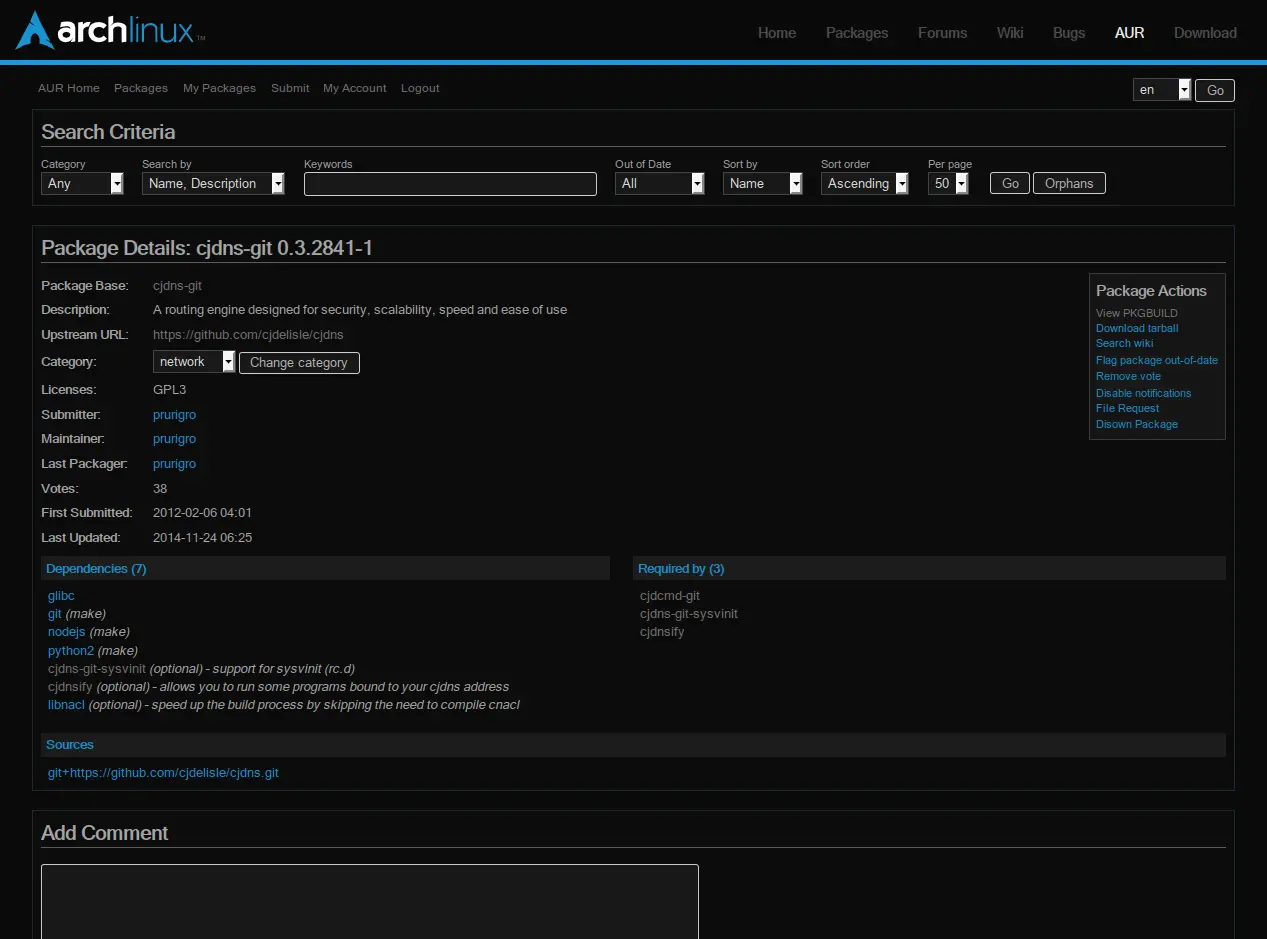 archlinux™
Home Packages Forums Wiki Bugs AUR Download
AUR Home Packages My Packages Submit My Account Logout
en Go
Search Criteria
Category Search by Keywords Out of Date Sort by Sort order Per page
Any Name, Description All Name Ascending 50 Go Orphans
Package Details: cjdns-git 0.3.2841-1
Package Base: cjdns-git
Description: A routing engine designed for security, scalability, speed and ease of use
Upstream URL: https://github.com/cjdelisle/cjdns
Category: network Change category
Licenses: GPL3
Submitter: prurigro
Maintainer: prurigro
Last Packager: prurigro
Votes: 38
First Submitted: 2012-02-06 04:01
Last Updated: 2014-11-24 06:25
Package Actions
View PKGBUILD
Download tarball
Search wiki
Flag package out-of-date
Remove vote
Disable notifications
File Request
Disown Package
Dependencies (7)
glibc
git (make)
nodejs (make)
python2 (make)
cjdns-git-sysvinit (optional) - support for sysvinit (rc.d)
cjdnsify (optional) - allows you to run some programs bound to your cjdns address
libnacl (optional) - speed up the build process by skipping the need to compile cnacl
Required by (3)
cjdcmd-git
cjdns-git-sysvinit
cjdnsify
Sources
git+https://github.com/cjdelisle/cjdns.git
Add Comment